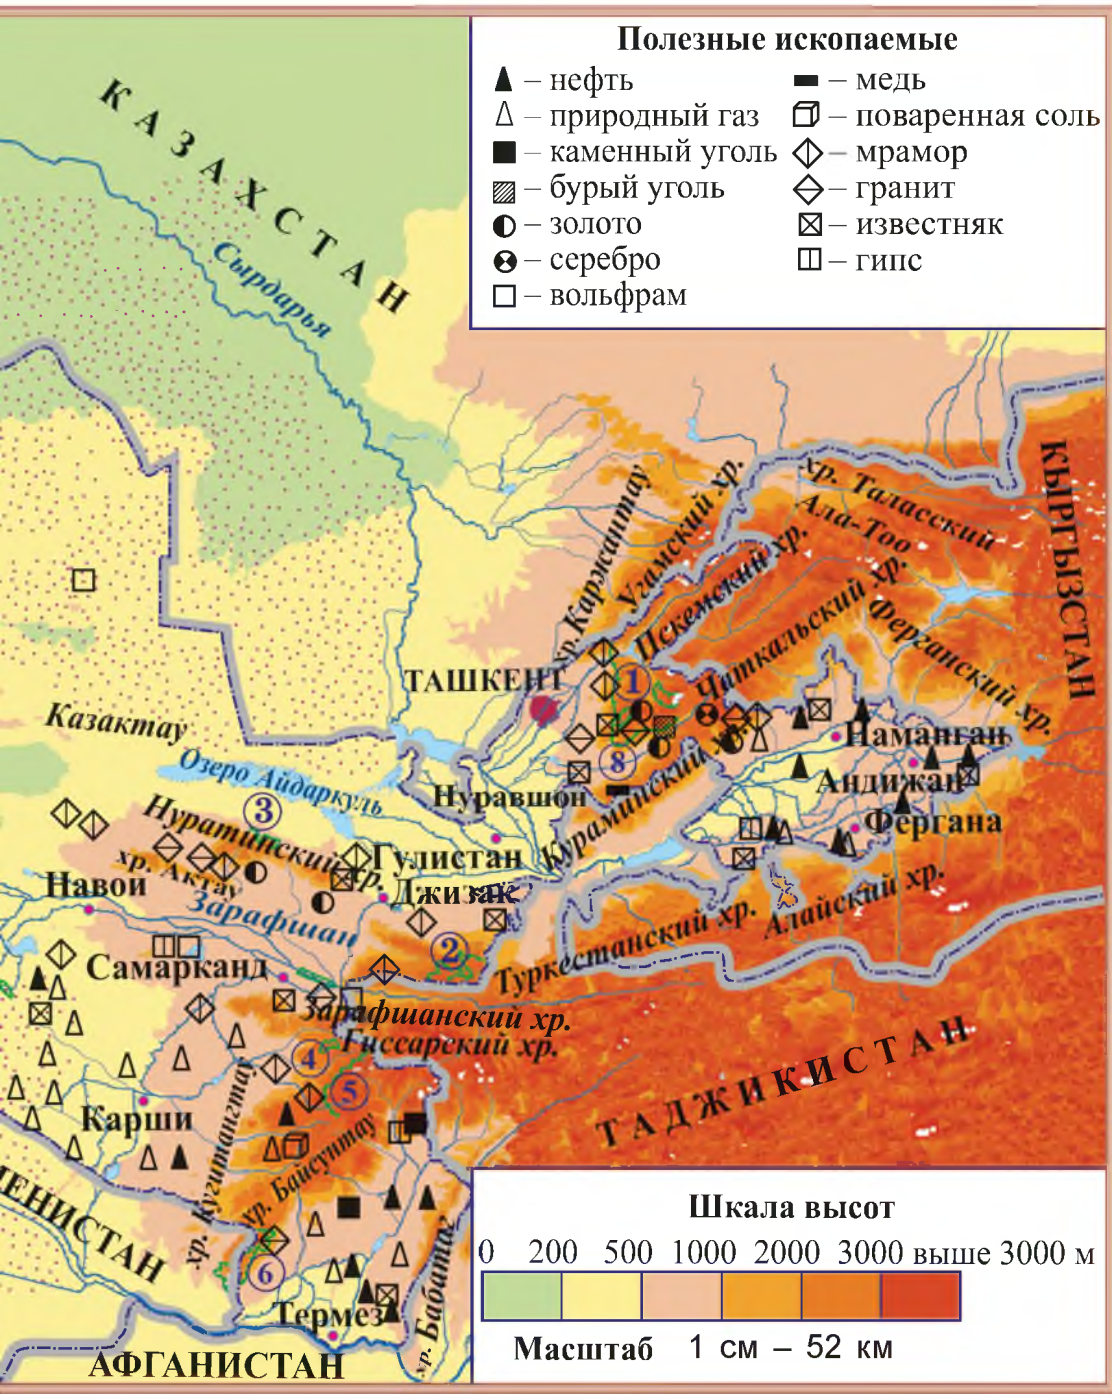 Полезные ископаемые
– нефть
– природный газ
– каменный уголь
– бурый уголь
– золото
– серебро
– вольфрам
– медь
– поваренная соль
– мрамор
– гранит
– известняк
– гипс
КАЗАХСТАН
Сырдарья
КЫРГЫЗСТАН
хр. Таласский
Ала-Тоо
хр. Каржантау
Угамский хр.
Пскемский хр.
Чаткальский хр.
Ферганский хр.
ТАШКЕНТ
1
Казактау
Озеро Айдаркуль
Наманган
Андижан
Фергана
8
Кураминский хр.
Нуравшон
3
Нуратинский хр.
хр. Актау
Гулистан
Навои
Джизак
Зарафшан
2
Туркестанский хр.
Алайский хр.
Самарканд
Зарафшанский хр.
Гиссарский хр.
4
5
ТАДЖИКИСТАН
Карши
хр. Кугитангтау
хр. Байсунтау
МЕНИСТАН
6
Термез
хр. Бабатаг
АФГАНИСТАН
Шкала высот
0 200 500 1000 2000 3000 выше 3000 м
Масштаб 1 см – 52 км